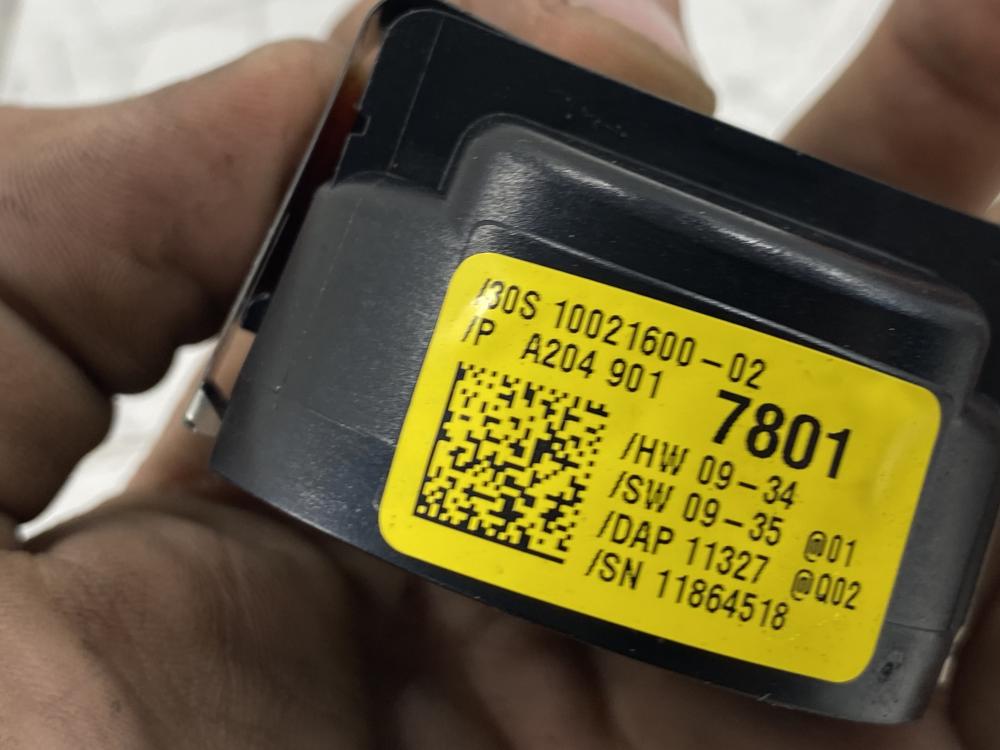 /30S 10021600-02
/P A204 901 7801
/HW 09-34
/SW 09-35 @01
/DAP 11327 @Q02
/SN 11864518